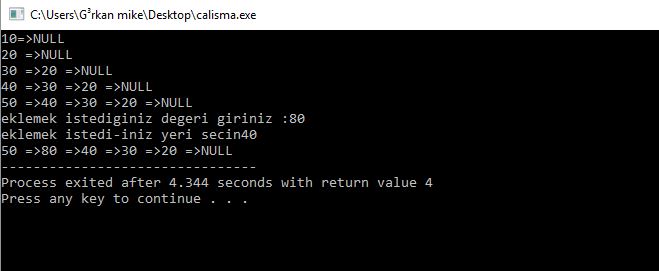 C:\Users\G³rkan mike\Desktop\calisma.exe
10=>NULL
20 =>NULL
30 =>20 =>NULL
40 =>30 =>20 =>NULL
50 =>40 =>30 =>20 =>NULL
eklemek istediginiz degeri giriniz :80
eklemek istedi-iniz yeri secin40
50 =>80 =>40 =>30 =>20 =>NULL
--------------------------------
Process exited after 4.344 seconds with return value 4
Press any key to continue . . .